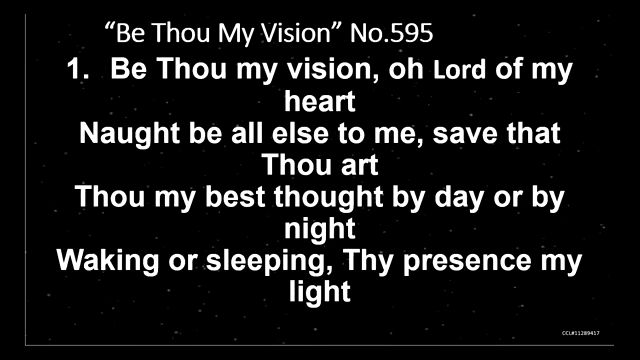 “Be Thou My Vision” No.595
1. Be Thou my vision, oh Lord of my
heart
Naught be all else to me, save that
Thou art
Thou my best thought by day or by
night
Waking or sleeping, Thy presence my
light
CCL#11289417